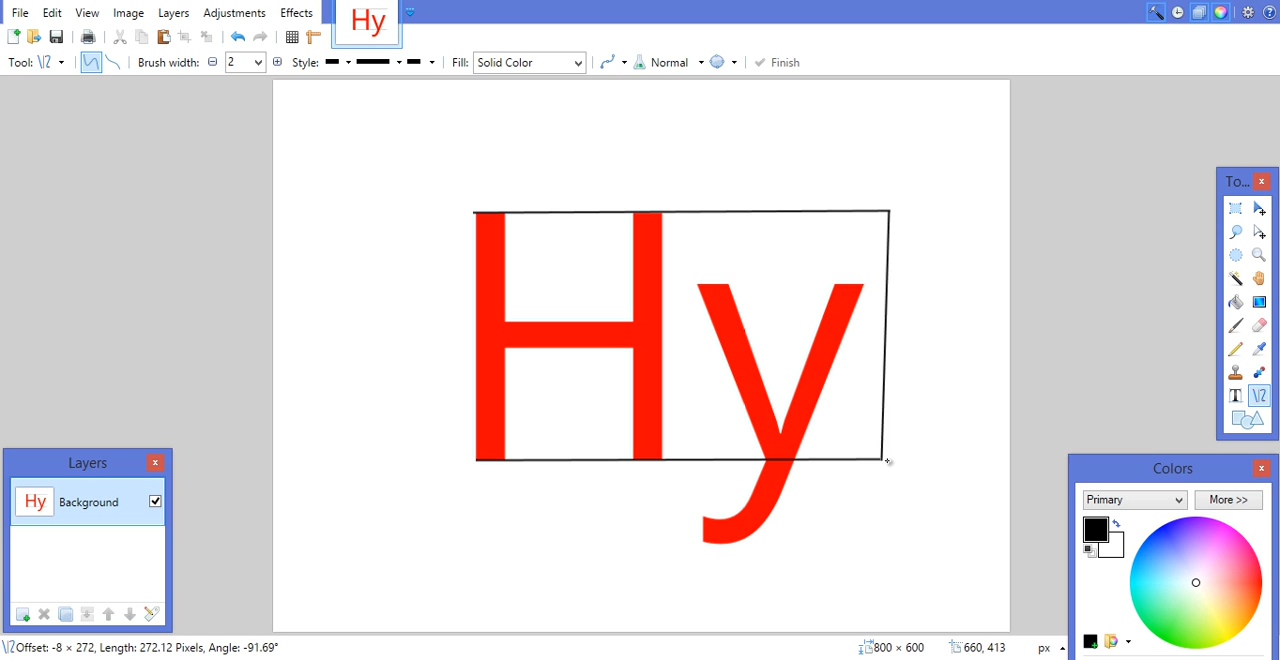 File Edit View Image Layers Adjustments Effects
Hy
Tool: Brush width: 2 Style: Fill: Solid Color Normal Finish
Hy
To...
T
Layers
Hy Background
Colors
Primary More >>
Offset: -8 × 272, Length: 272.12 Pixels, Angle: -91.69° 800 × 600 660, 413 px